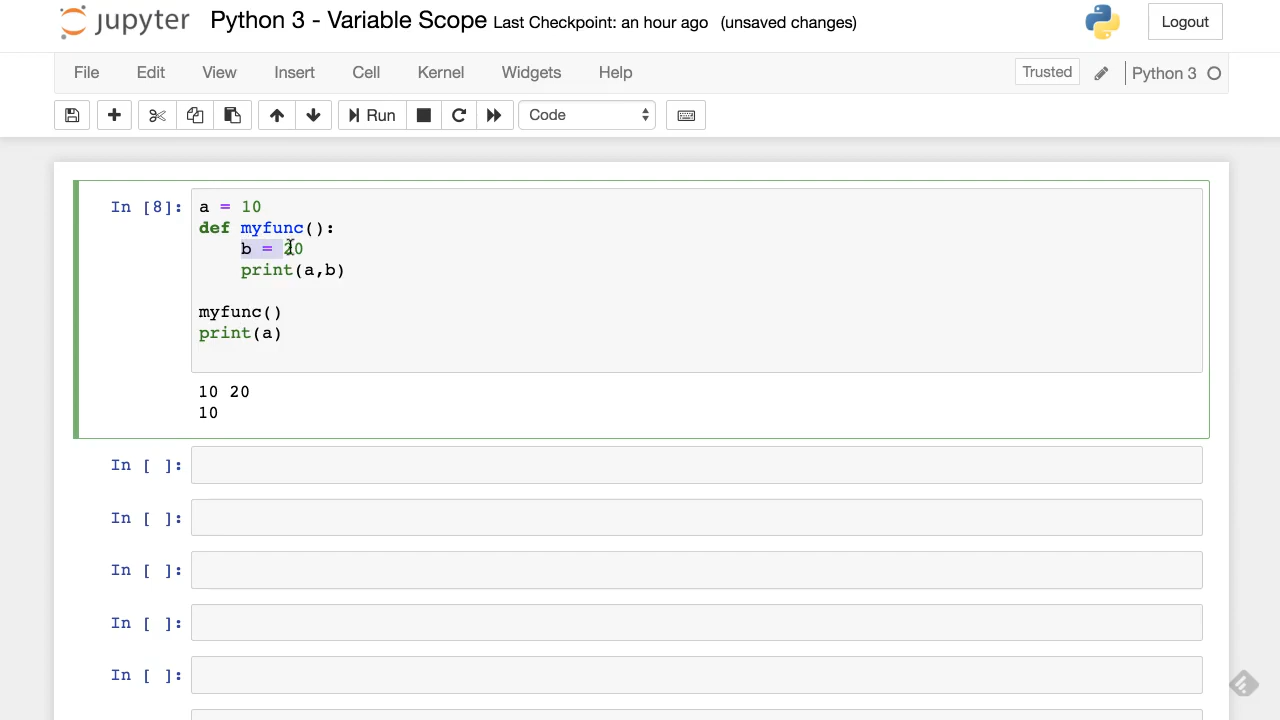 jupyter Python 3 - Variable Scope Last Checkpoint: an hour ago (unsaved changes) Logout
File Edit View Insert Cell Kernel Widgets Help Trusted Python 3
Run Code
In [8]: a = 10
def myfunc():
    b = 20
    print(a,b)
myfunc()
print(a)
10 20
10
In [ ]:
In [ ]:
In [ ]:
In [ ]:
In [ ]: